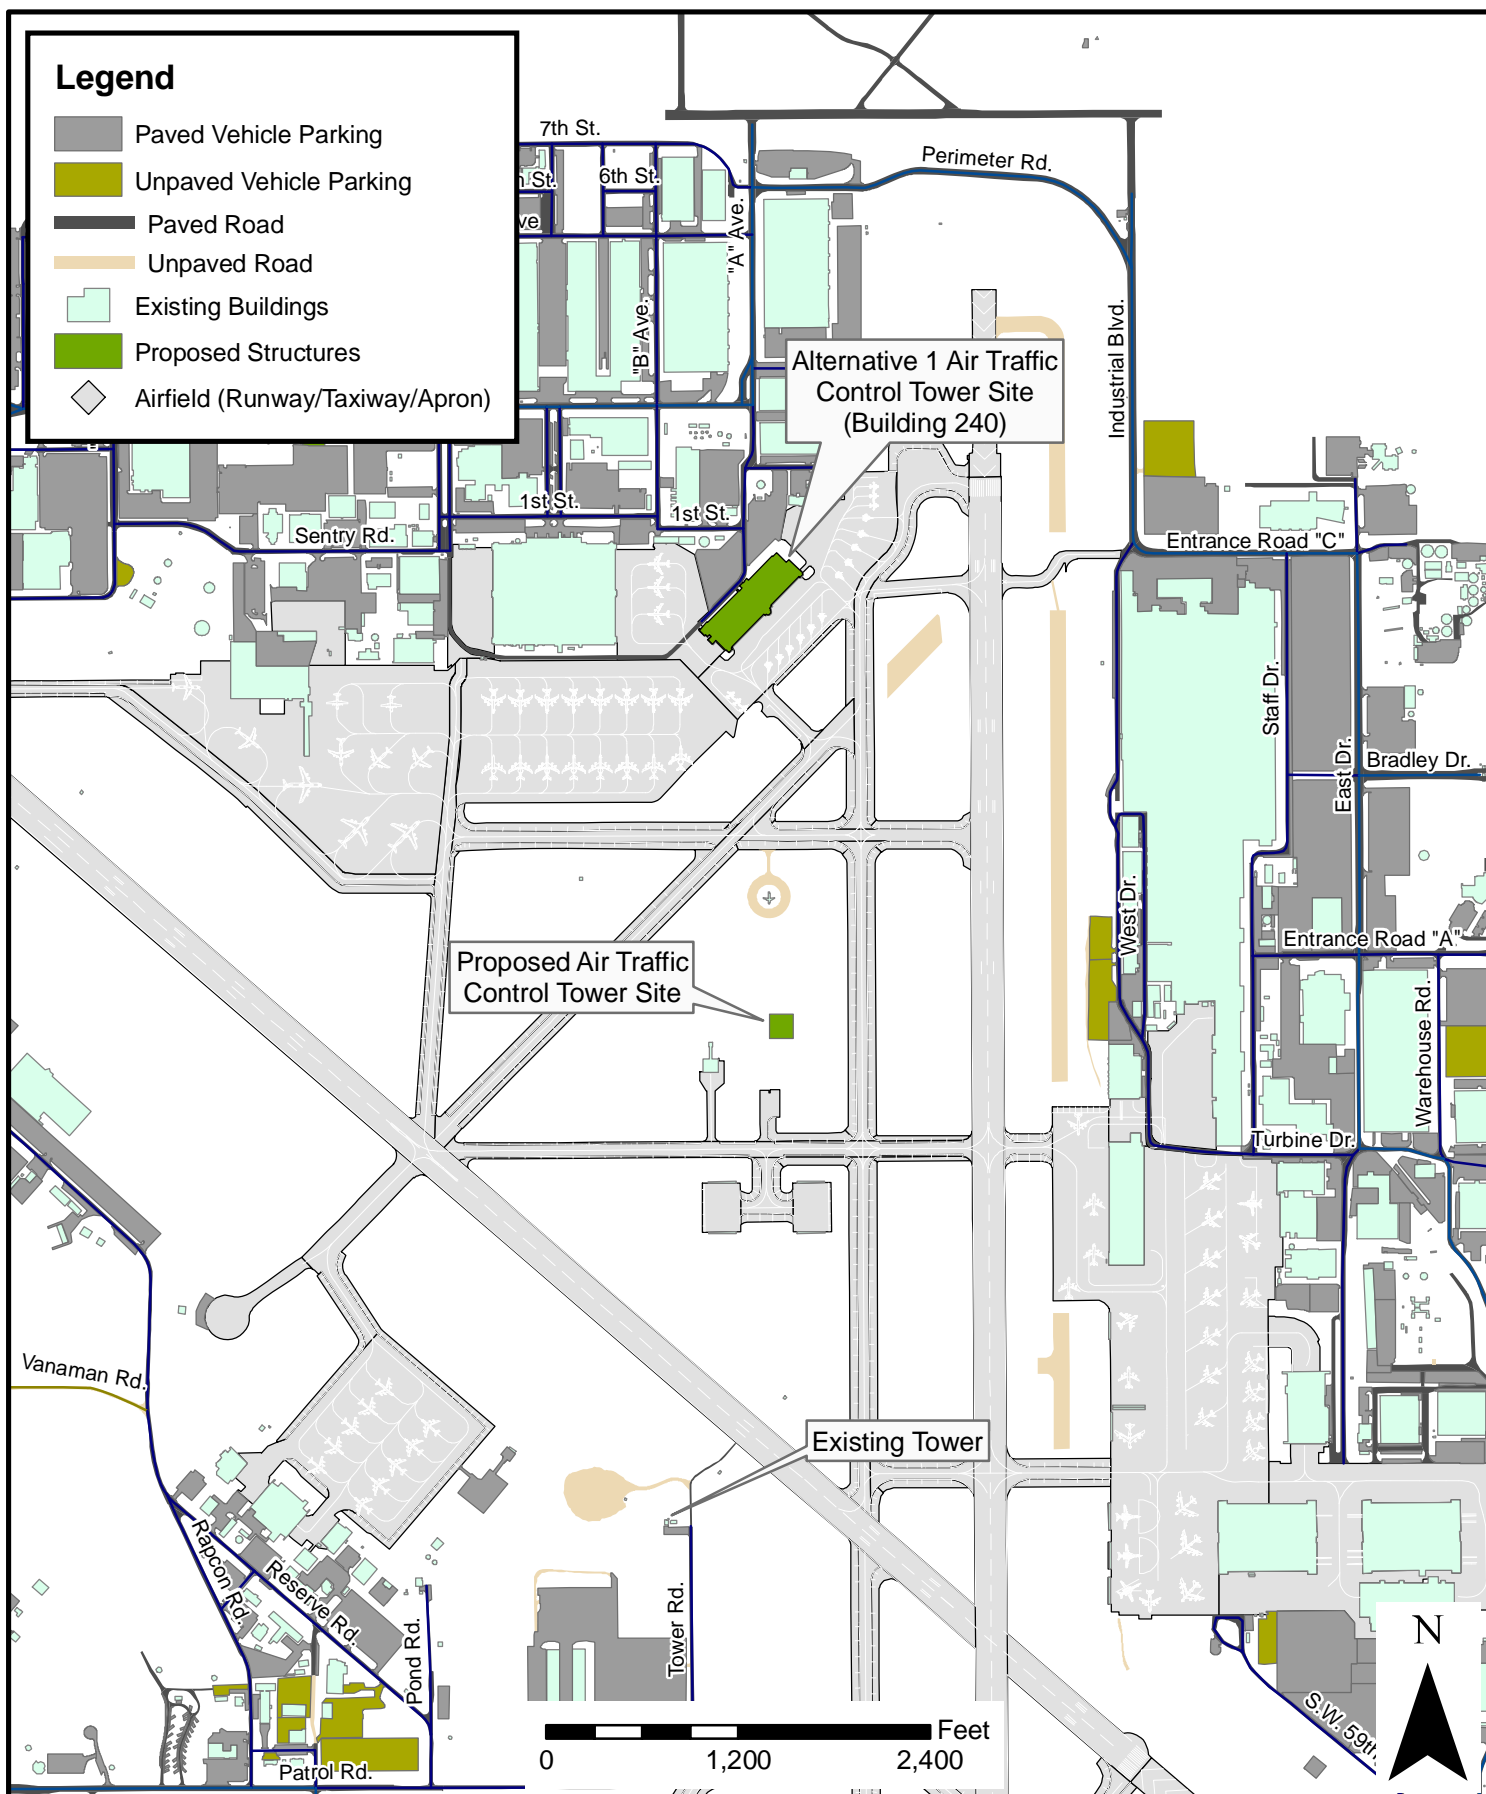 Legend
Paved Vehicle Parking
Unpaved Vehicle Parking
Paved Road
Unpaved Road
Existing Buildings
Proposed Structures
Airfield (Runway/Taxiway/Apron)
7th St.
6th St.
St.
ve
Perimeter Rd.
"A" Ave.
"B" Ave.
Industrial Blvd.
Alternative 1 Air Traffic
Control Tower Site
(Building 240)
1st St.
1st St.
Sentry Rd.
Entrance Road "C"
Staff Dr.
East Dr.
Bradley Dr.
West Dr.
Entrance Road "A"
Warehouse Rd.
Proposed Air Traffic
Control Tower Site
Turbine Dr.
Vanaman Rd.
Existing Tower
Rapcon Rd.
Reserve Rd.
Pond Rd.
Tower Rd.
Patrol Rd.
S.W. 59th
N
Feet
0
1,200
2,400